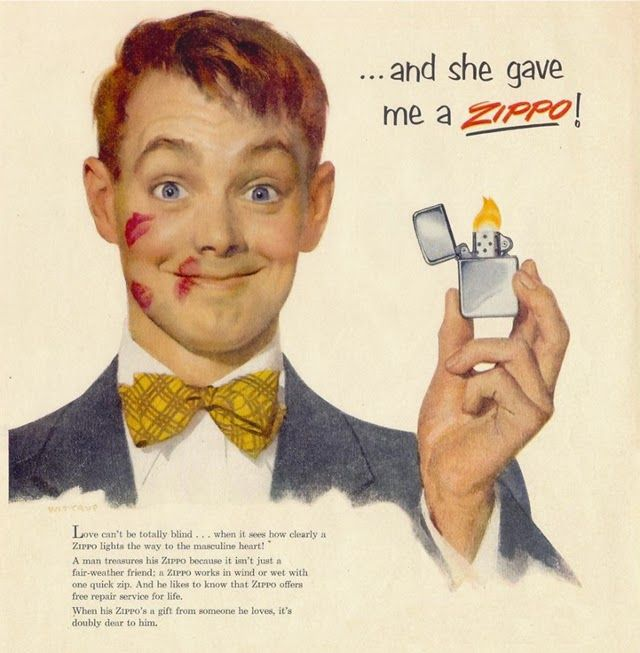 ...and she gave
me a ZIPPO!
WITTRUP
Love can't be totally blind . . . when it sees how clearly a
ZIPPO lights the way to the masculine heart!
A man treasures his ZIPPO because it isn't just a
fair-weather friend; a ZIPPO works in wind or wet with
one quick zip. And he likes to know that ZIPPO offers
free repair service for life.
When his ZIPPO's a gift from someone he loves, it's
doubly dear to him.